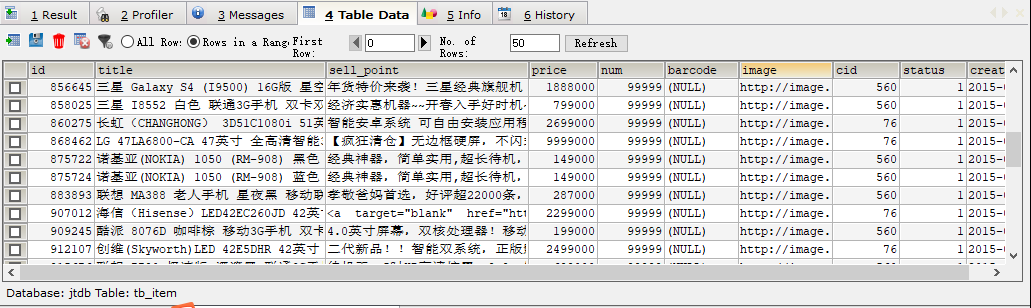 1 Result 2 Profiler 3 Messages 4 Table Data 5 Info 6 History
All Row: Rows in a Rang First Row: 0 No. of Rows: 50 Refresh
id title sell_point price num barcode image cid status creat
856645 三星 Galaxy S4 (I9500) 16G版 星空 年货特价来袭！三星经典旗舰机 1888000 99999 (NULL) http://image. 560 1 2015-
858025 三星 I8552 白色 联通3G手机 双卡双 经济实惠机器~~开春入手好时机~ 799000 99999 (NULL) http://image. 560 1 2015-
860275 长虹（CHANGHONG） 3D51C1080i 51英 智能安卓系统 可自由安装应用程 2699000 99999 (NULL) http://image. 76 1 2015-
868462 LG 47LA6800-CA 47英寸 全高清智能 【疯狂清仓】无边框硬屏，不闪 9999000 99999 (NULL) http://image. 76 1 2015-
875722 诺基亚(NOKIA) 1050 (RM-908) 黑色 经典神器，简单实用,超长待机， 149000 99999 (NULL) http://image. 560 1 2015-
875724 诺基亚(NOKIA) 1050 (RM-908) 蓝色 经典神器，简单实用,超长待机， 149000 99999 (NULL) http://image. 560 1 2015-
883893 联想 MA388 老人手机 星夜黑 移动联 孝敬爸妈首选，好评超22000条， 287000 99999 (NULL) http://image. 560 1 2015-
907012 海信（Hisense）LED42EC260JD 42英 <a target="blank" href="htt 2299000 99999 (NULL) http://image. 76 1 2015-
909245 酷派 8076D 咖啡棕 移动3G手机 双卡 4.0英寸屏幕，双核处理器！移动 199000 99999 (NULL) http://image. 560 1 2015-
912107 创维(Skyworth)LED 42E5DHR 42英寸 二代新品！！智能双系统，正版 2499000 99999 (NULL) http://image. 76 1 2015-
Database: jtdb Table: tb_item